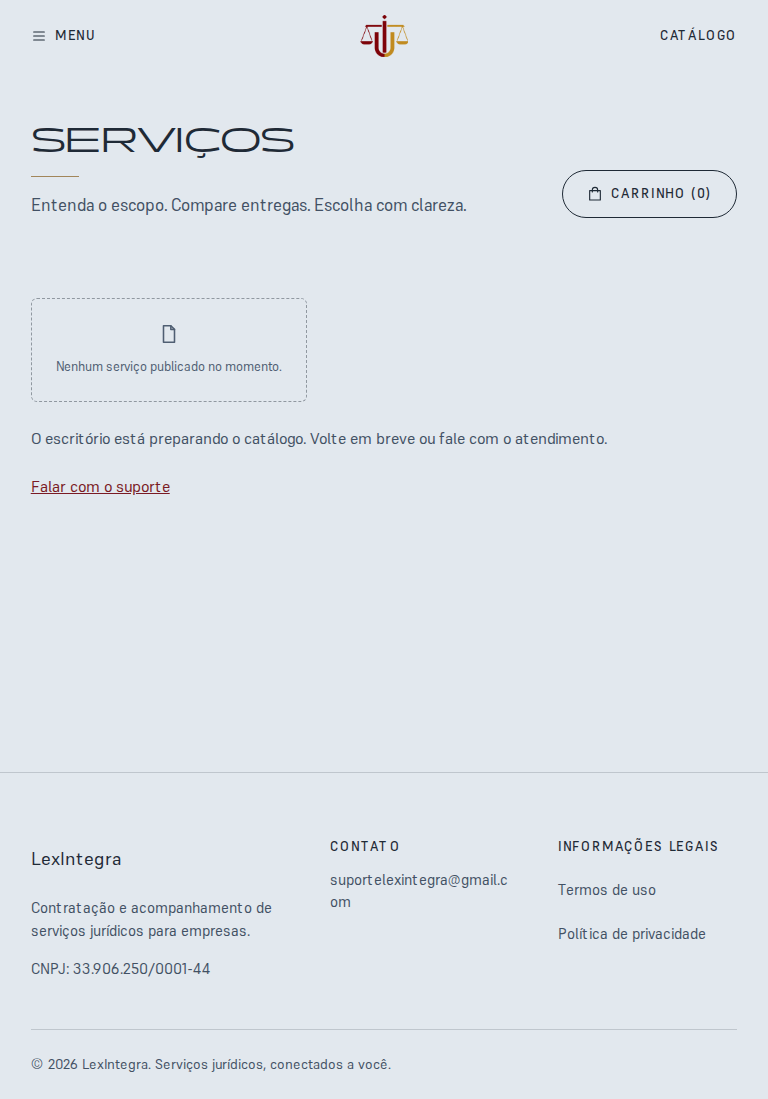 MENU
CATÁLOGO
SERVIÇOS
Entenda o escopo. Compare entregas. Escolha com clareza.
CARRINHO (0)
Nenhum serviço publicado no momento.
O escritório está preparando o catálogo. Volte em breve ou fale com o atendimento.
Falar com o suporte
LexIntegra
Contratação e acompanhamento de
serviços jurídicos para empresas.
CNPJ: 33.906.250/0001-44
CONTATO
suportelexintegra@gmail.c
om
INFORMAÇÕES LEGAIS
Termos de uso
Política de privacidade
© 2026 LexIntegra. Serviços jurídicos, conectados a você.